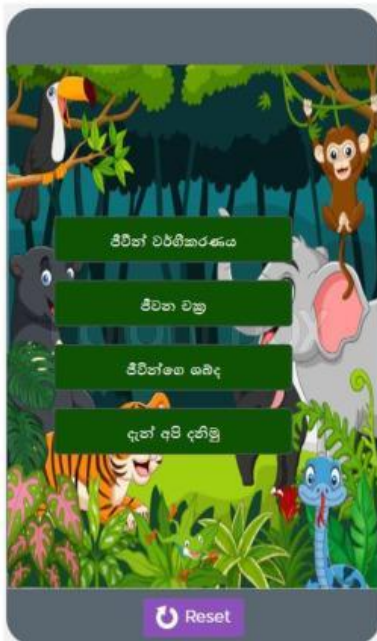 ජීවීන් වර්ගීකරණය
ජීවන චක්‍ර
ජීවීන්ගෙ ශබ්ද
දැන් අපි දනිමු
Reset